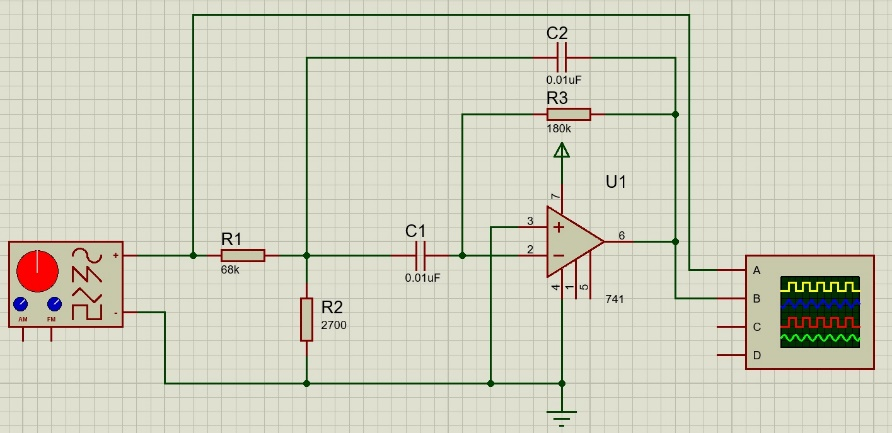 C2
0.01uF
R3
180k
U1
7
3
+
6
2
−
4
1
5
741
R1
68k
C1
0.01uF
R2
2700
+
-
AM
FM
A
B
C
D